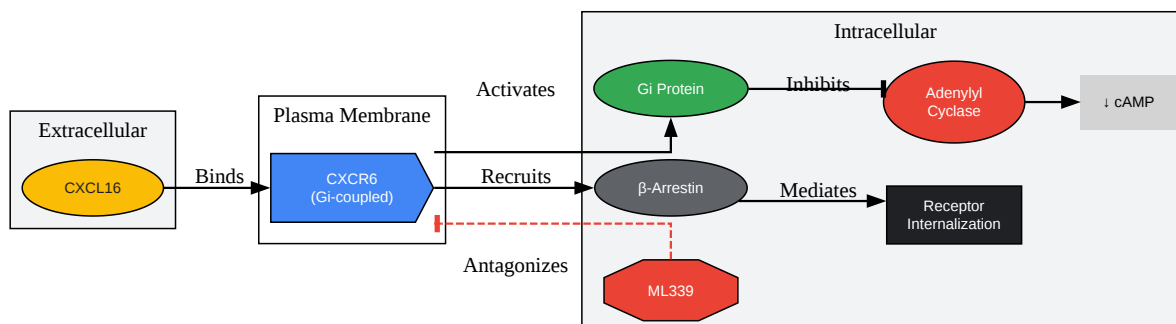 Extracellular
CXCL16
Binds
Plasma Membrane
CXCR6
(Gi-coupled)
Activates
Recruits
Antagonizes
Intracellular
Gi Protein
Inhibits
Adenylyl
Cyclase
↓ cAMP
β-Arrestin
Mediates
Receptor
Internalization
ML339